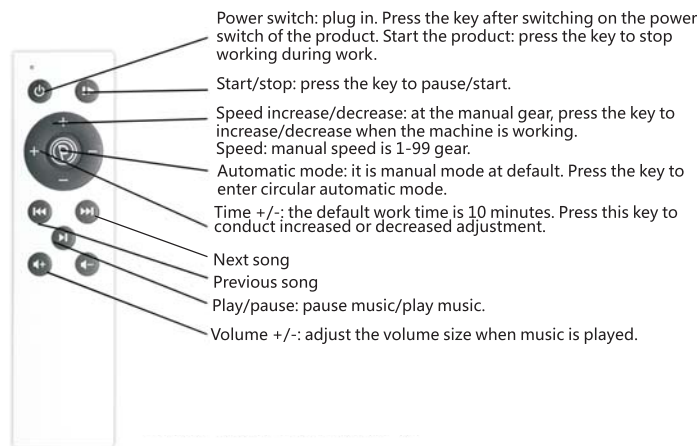 Power switch: plug in. Press the key after switching on the power
switch of the product. Start the product: press the key to stop
working during work.
Start/stop: press the key to pause/start.
Speed increase/decrease: at the manual gear, press the key to
increase/decrease when the machine is working.
Speed: manual speed is 1-99 gear.
Automatic mode: it is manual mode at default. Press the key to
enter circular automatic mode.
Time +/-: the default work time is 10 minutes. Press this key to
conduct increased or decreased adjustment.
Next song
Previous song
Play/pause: pause music/play music.
Volume +/-: adjust the volume size when music is played.